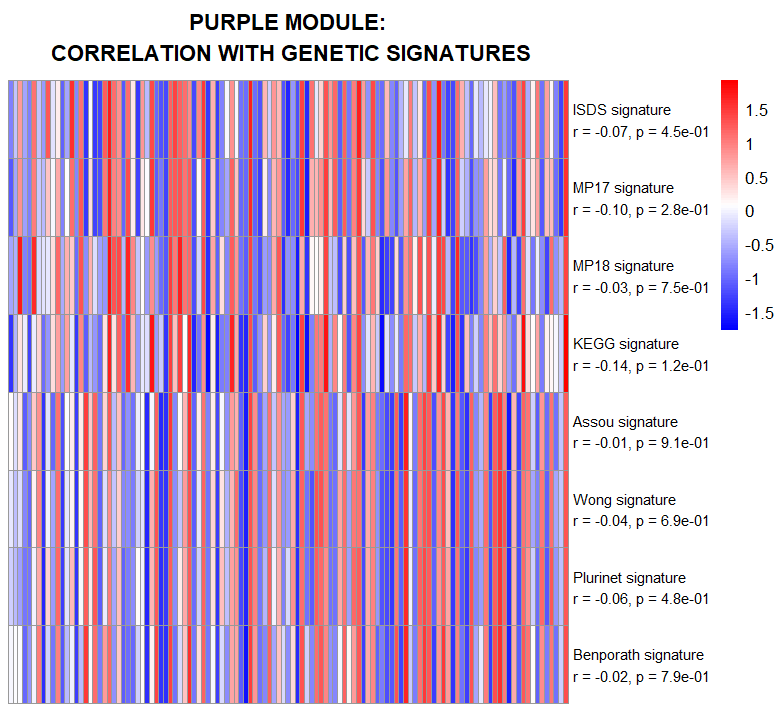 PURPLE MODULE:
CORRELATION WITH GENETIC SIGNATURES
ISDS signature
r = -0.07, p = 4.5e-01
MP17 signature
r = -0.10, p = 2.8e-01
MP18 signature
r = -0.03, p = 7.5e-01
KEGG signature
r = -0.14, p = 1.2e-01
Assou signature
r = -0.01, p = 9.1e-01
Wong signature
r = -0.04, p = 6.9e-01
Plurinet signature
r = -0.06, p = 4.8e-01
Benporath signature
r = -0.02, p = 7.9e-01
1.5
1
0.5
0
-0.5
-1
-1.5